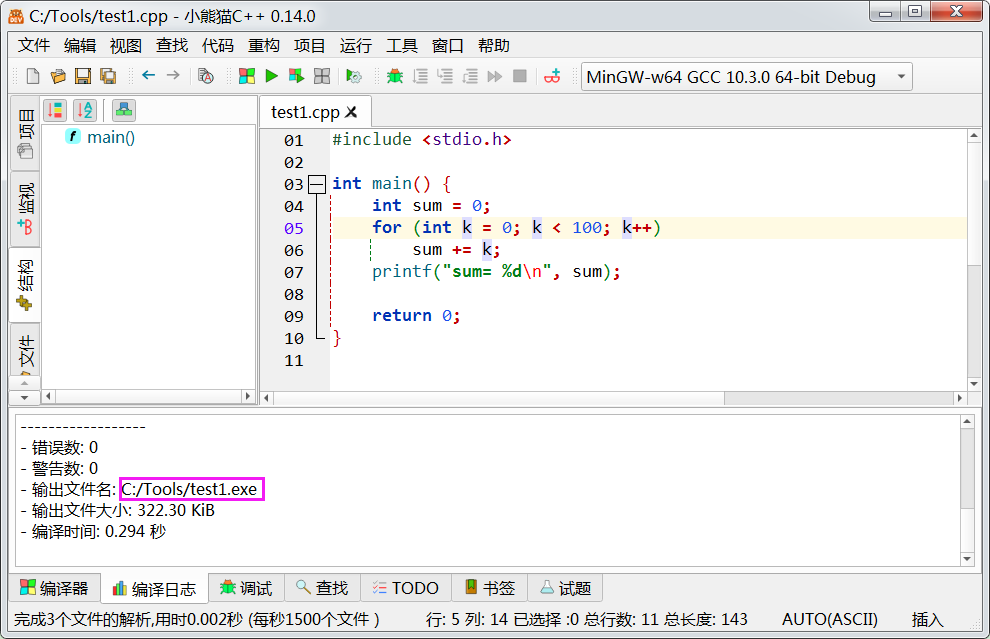 C:/Tools/test1.cpp - 小熊猫C++ 0.14.0
文件 编辑 视图 查找 代码 重构 项目 运行 工具 窗口 帮助
MinGW-w64 GCC 10.3.0 64-bit Debug
项目
监视
结构
文件
main()
test1.cpp
01 #include <stdio.h>
02
03 int main() {
04     int sum = 0;
05     for (int k = 0; k < 100; k++)
06         sum += k;
07     printf("sum= %d\n", sum);
08
09     return 0;
10 }
11
------------------
- 错误数: 0
- 警告数: 0
- 输出文件名: C:/Tools/test1.exe
- 输出文件大小: 322.30 KiB
- 编译时间: 0.294 秒
编译器 编译日志 调试 查找 TODO 书签 试题
完成3个文件的解析,用时0.002秒 (每秒1500个文件 ) 行: 5 列: 14 已选择 :0 总行数: 11 总长度: 143 AUTO(ASCII) 插入